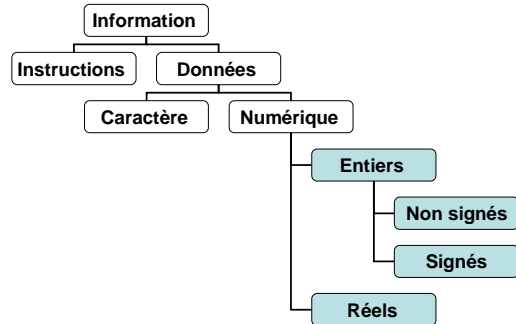 Information
Instructions
Données
Caractère
Numérique
Entiers
Non signés
Signés
Réels